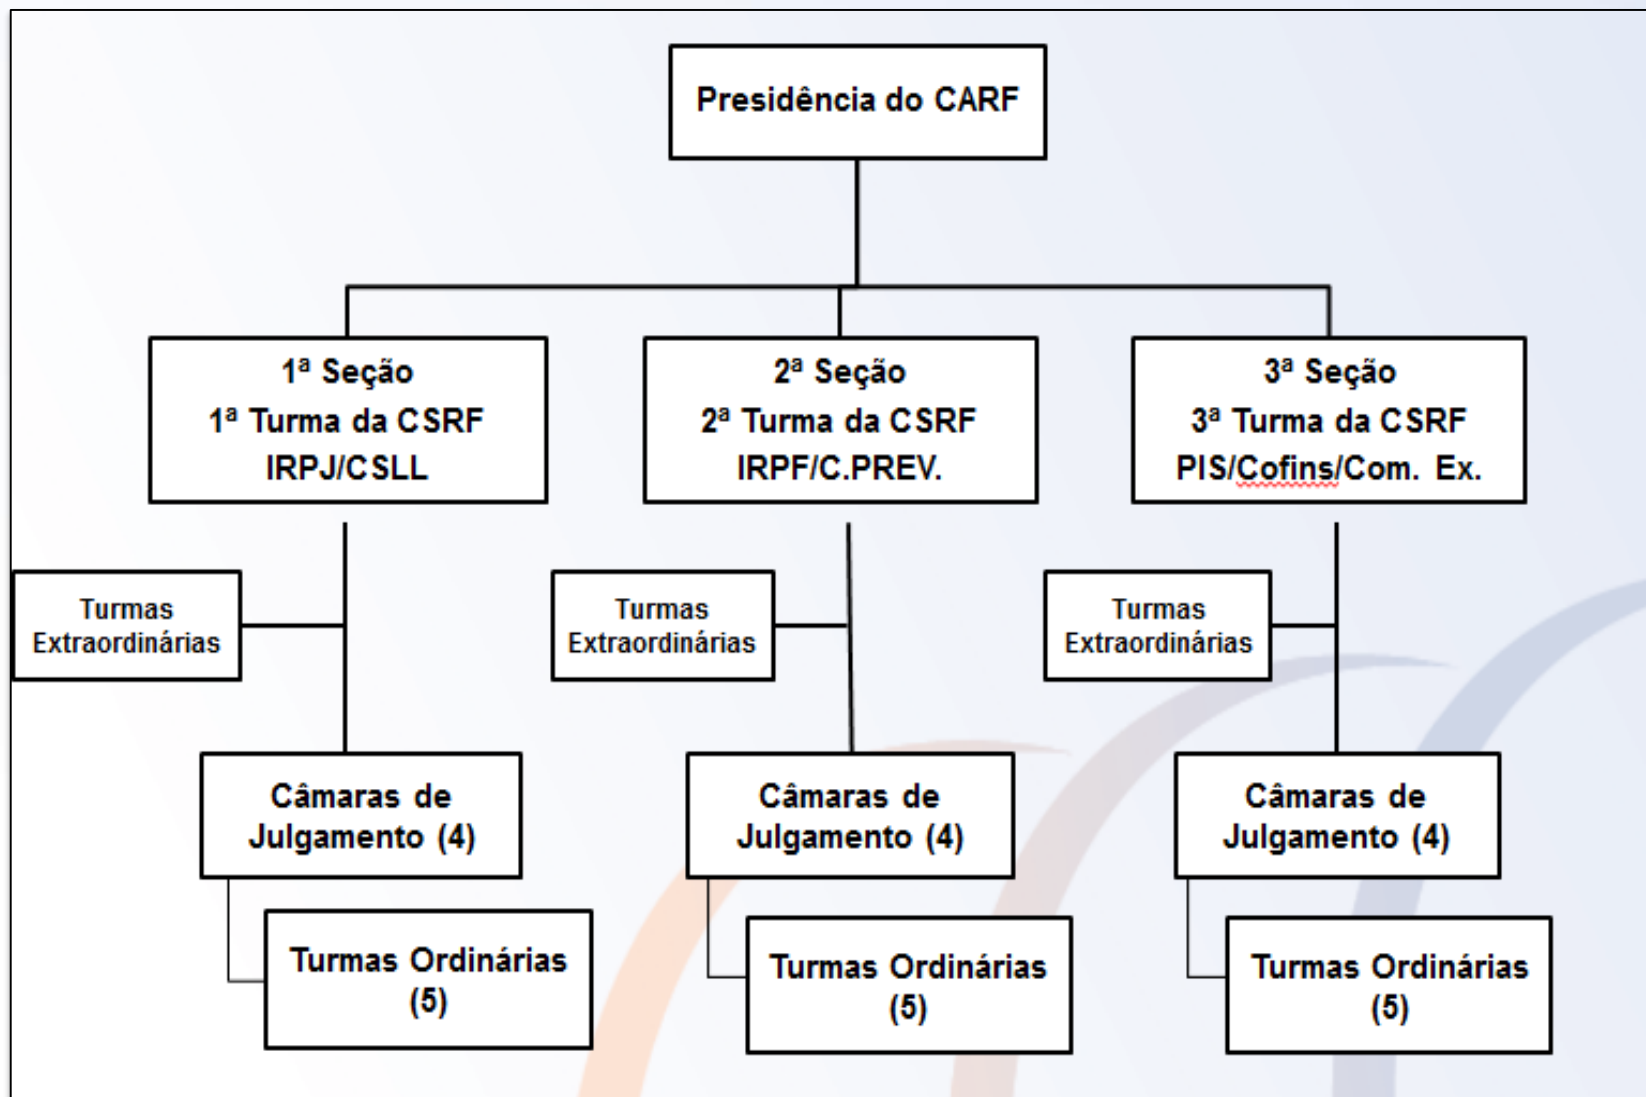 Presidência do CARF
1ª Seção
1ª Turma da CSRF
IRPJ/CSLL
2ª Seção
2ª Turma da CSRF
IRPF/C.PREV.
3ª Seção
3ª Turma da CSRF
PIS/Cofins/Com. Ex.
Turmas
Extraordinárias
Turmas
Extraordinárias
Turmas
Extraordinárias
Câmaras de
Julgamento (4)
Câmaras de
Julgamento (4)
Câmaras de
Julgamento (4)
Turmas Ordinárias
(5)
Turmas Ordinárias
(5)
Turmas Ordinárias
(5)